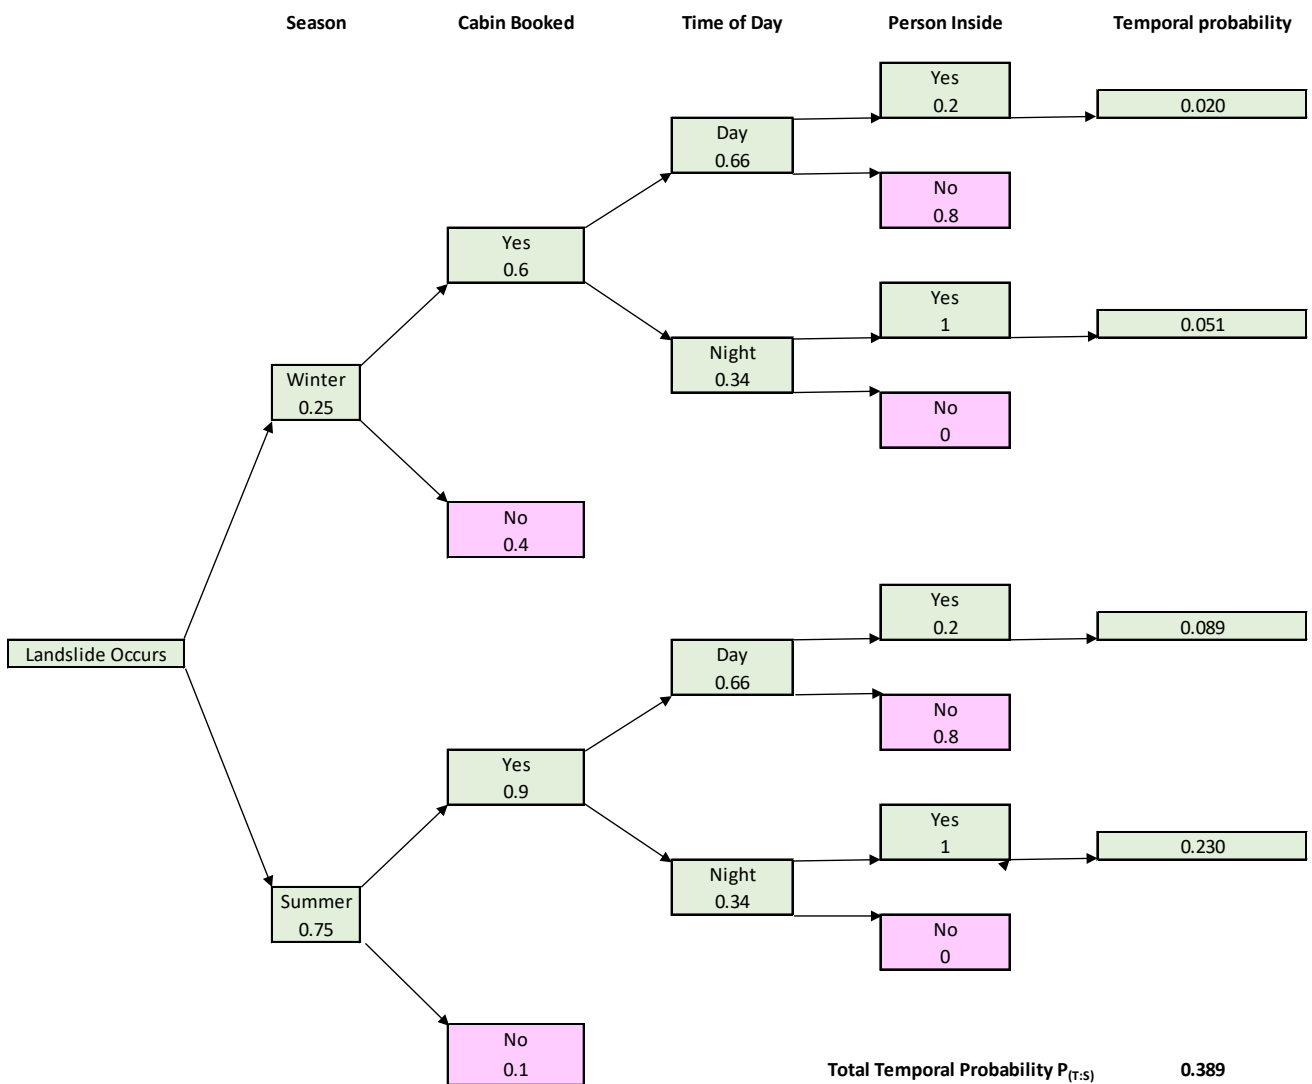 Season Cabin Booked Time of Day Person Inside Temporal probability
Yes
0.2
0.020
Day
0.66
No
0.8
Yes
0.6
Yes
1
0.051
Night
0.34
No
0
Winter
0.25
No
0.4
Landslide Occurs
Yes
0.2
0.089
Day
0.66
No
0.8
Yes
0.9
Yes
1
0.230
Night
0.34
No
0
Summer
0.75
No
0.1
Total Temporal Probability P(T:S) 0.389